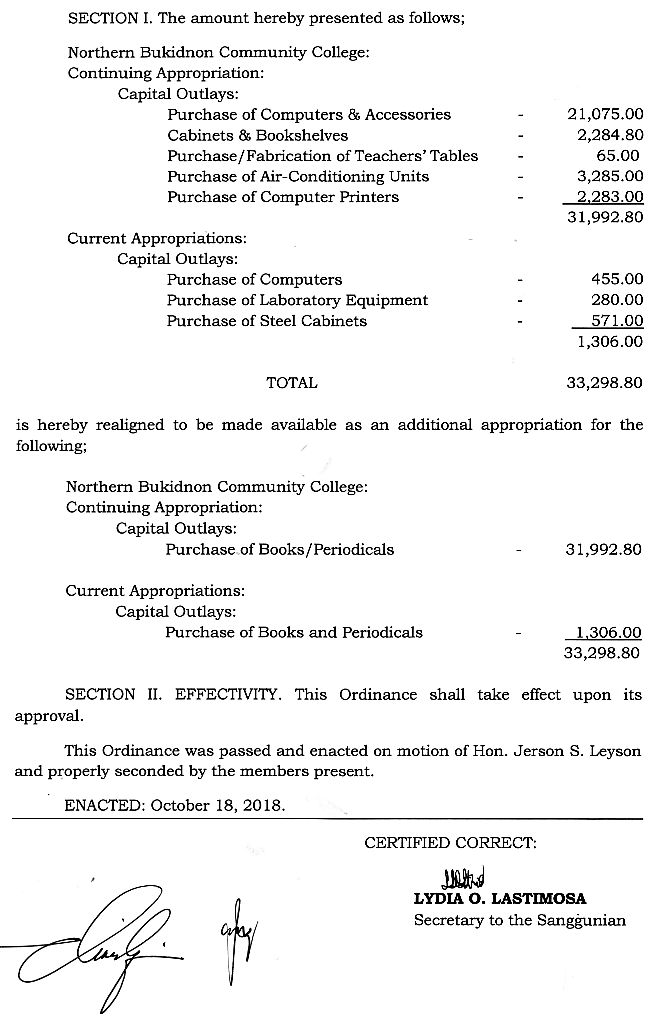 SECTION I. The amount hereby presented as follows;
Northern Bukidnon Community College:
Continuing Appropriation:
Capital Outlays:
Purchase of Computers & Accessories - 21,075.00
Cabinets & Bookshelves - 2,284.80
Purchase/Fabrication of Teachers' Tables - 65.00
Purchase of Air-Conditioning Units - 3,285.00
Purchase of Computer Printers - 2,283.00
31,992.80
Current Appropriations:
Capital Outlays:
Purchase of Computers - 455.00
Purchase of Laboratory Equipment - 280.00
Purchase of Steel Cabinets - 571.00
1,306.00
TOTAL 33,298.80
is hereby realigned to be made available as an additional appropriation for the
following;
Northern Bukidnon Community College:
Continuing Appropriation:
Capital Outlays:
Purchase of Books/Periodicals - 31,992.80
Current Appropriations:
Capital Outlays:
Purchase of Books and Periodicals - 1,306.00
33,298.80
SECTION II. EFFECTIVITY. This Ordinance shall take effect upon its
approval.
This Ordinance was passed and enacted on motion of Hon. Jerson S. Leyson
and properly seconded by the members present.
ENACTED: October 18, 2018.
CERTIFIED CORRECT:
LYDIA O. LASTIMOSA
Secretary to the Sanggunian